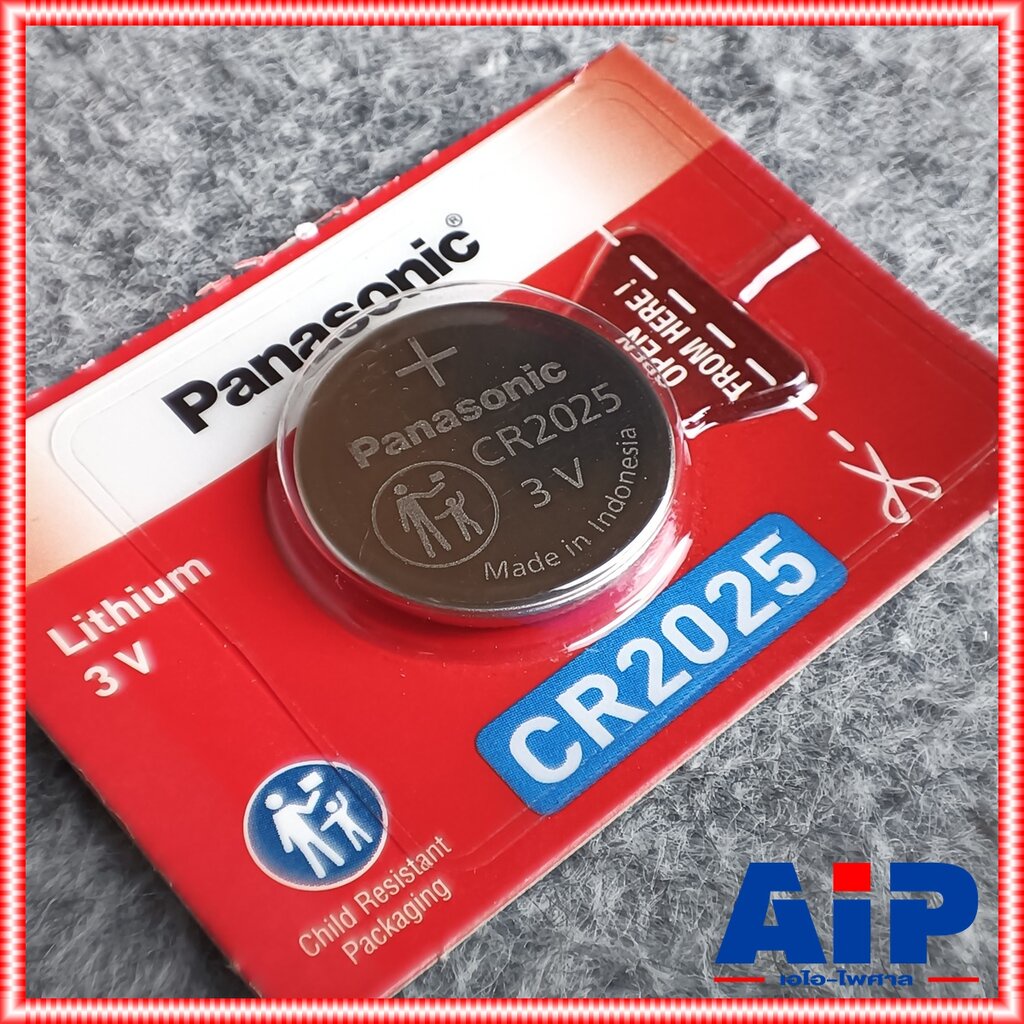 Panasonic®
OPEN
FROM HERE!
+
Panasonic
CR2025
3 V
Made in Indonesia
Lithium
3 V
CR2025
Child Resistant
Packaging
AiP
เอไอ-ไพศาล